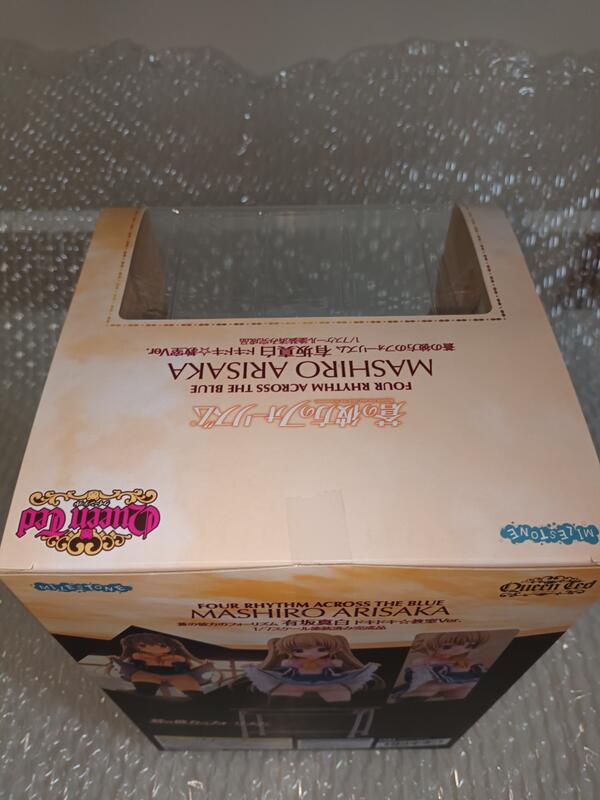 蒼の彼方のフォーリズム
FOUR RHYTHM ACROSS THE BLUE
MASHIRO ARISAKA
蒼の彼方のフォーリズム 有坂真白 ドキドキ☆教室Ver.
1/7スケール塗装済み完成品
Queen Ted
MILESTONE
MILESTONE
Queen Ted
FOUR RHYTHM ACROSS THE BLUE
MASHIRO ARISAKA
蒼の彼方のフォーリズム 有坂真白 ドキドキ☆教室Ver.
1/7スケール塗装済み完成品